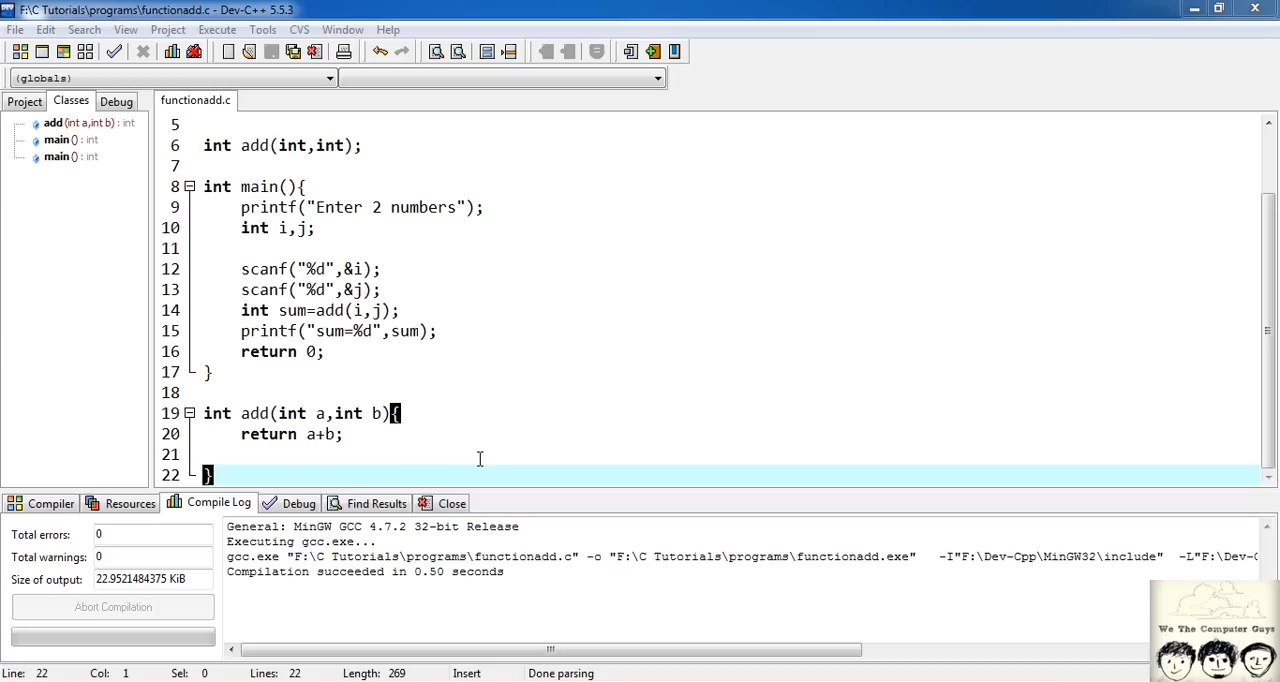 F:\C Tutorials\programs\functionadd.c - Dev-C++ 5.5.3
File Edit Search View Project Execute Tools CVS Window Help
(globals)
Project Classes Debug functionadd.c
add (int a,int b) : int
main () : int
main () : int
5
6 int add(int,int);
7
8 int main(){
9 printf("Enter 2 numbers");
10 int i,j;
11
12 scanf("%d",&i);
13 scanf("%d",&j);
14 int sum=add(i,j);
15 printf("sum=%d",sum);
16 return 0;
17 }
18
19 int add(int a,int b){
20 return a+b;
21
22 }
Compiler Resources Compile Log Debug Find Results Close
Total errors: 0
Total warnings: 0
Size of output: 22.9521484375 KiB
Abort Compilation
General: MinGW GCC 4.7.2 32-bit Release
Executing gcc.exe...
gcc.exe "F:\C Tutorials\programs\functionadd.c" -o "F:\C Tutorials\programs\functionadd.exe" -I"F:\Dev-Cpp\MinGW32\include" -L"F:\Dev-C
Compilation succeeded in 0.50 seconds
We The Computer Guys
Line: 22 Col: 1 Sel: 0 Lines: 22 Length: 269 Insert Done parsing